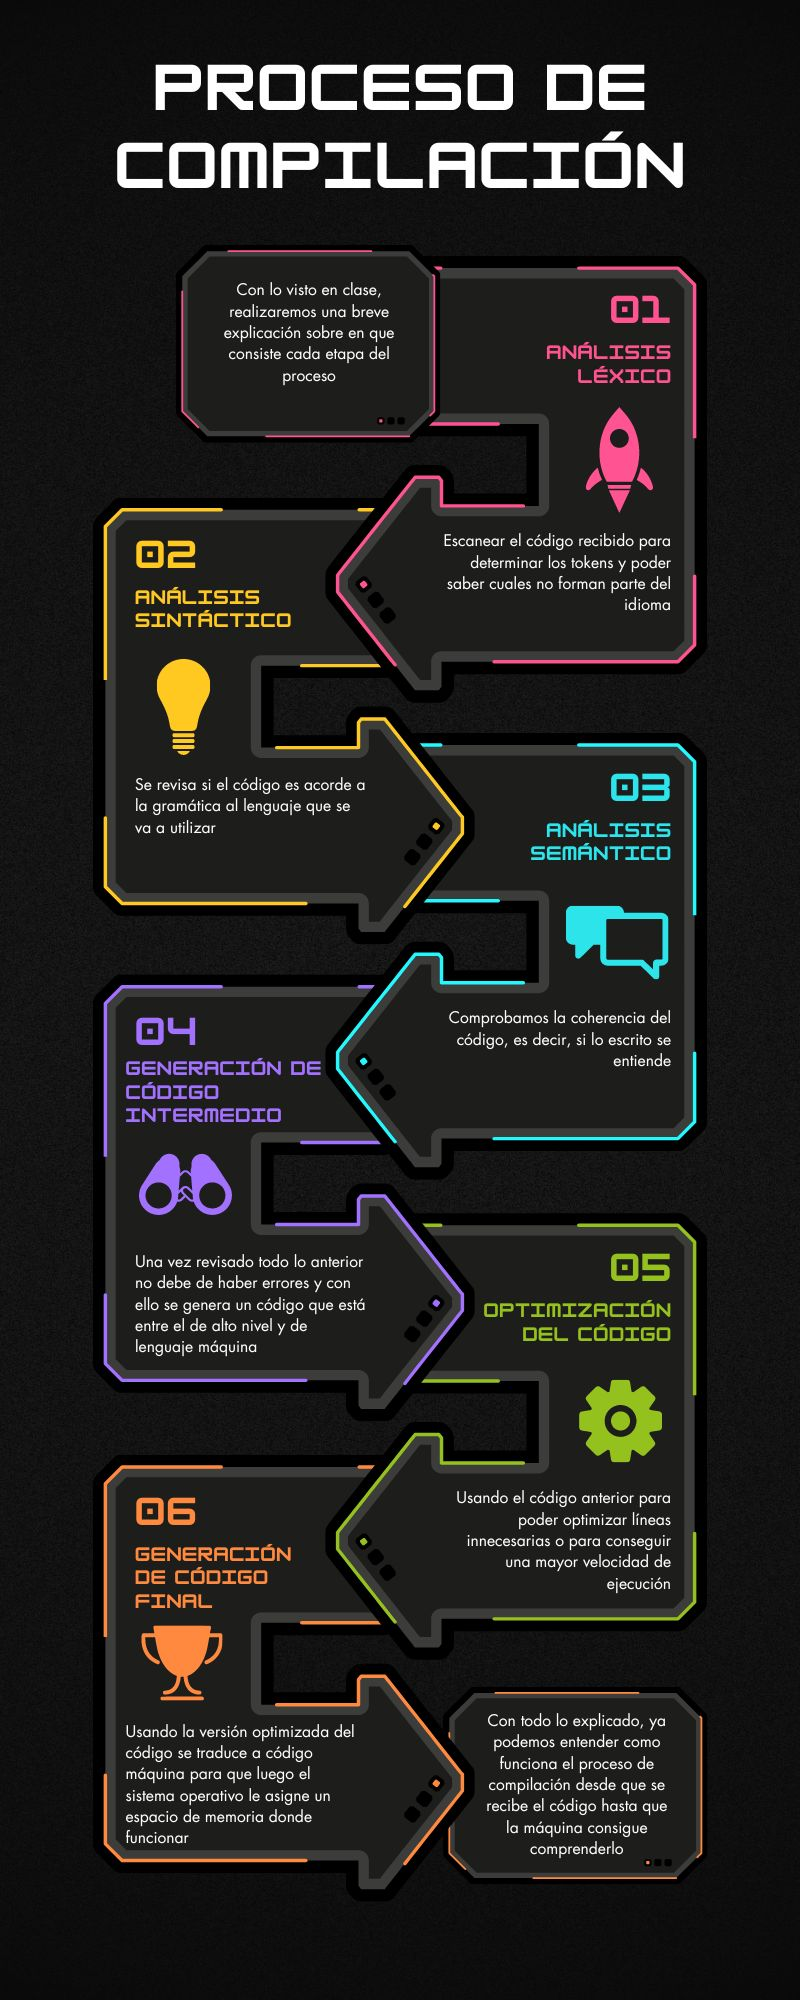 PROCESO DE
COMPILACIÓN
Con lo visto en clase,
realizaremos una breve
explicación sobre en que
consiste cada etapa del
proceso
01
ANÁLISIS
LÉXICO
Escanear el código recibido para
determinar los tokens y poder
saber cuales no forman parte del
idioma
02
ANÁLISIS
SINTÁCTICO
Se revisa si el código es acorde a
la gramática al lenguaje que se
va a utilizar
03
ANÁLISIS
SEMÁNTICO
Comprobamos la coherencia del
código, es decir, si lo escrito se
entiende
04
GENERACIÓN DE
CÓDIGO
INTERMEDIO
Una vez revisado todo lo anterior
no debe de haber errores y con
ello se genera un código que está
entre el de alto nivel y de
lenguaje máquina
05
OPTIMIZACIÓN
DEL CÓDIGO
Usando el código anterior para
poder optimizar líneas
innecesarias o para conseguir
una mayor velocidad de
ejecución
06
GENERACIÓN
DE CÓDIGO
FINAL
Usando la versión optimizada del
código se traduce a código
máquina para que luego el
sistema operativo le asigne un
espacio de memoria donde
funcionar
Con todo lo explicado, ya
podemos entender como
funciona el proceso de
compilación desde que se
recibe el código hasta que
la máquina consigue
comprenderlo